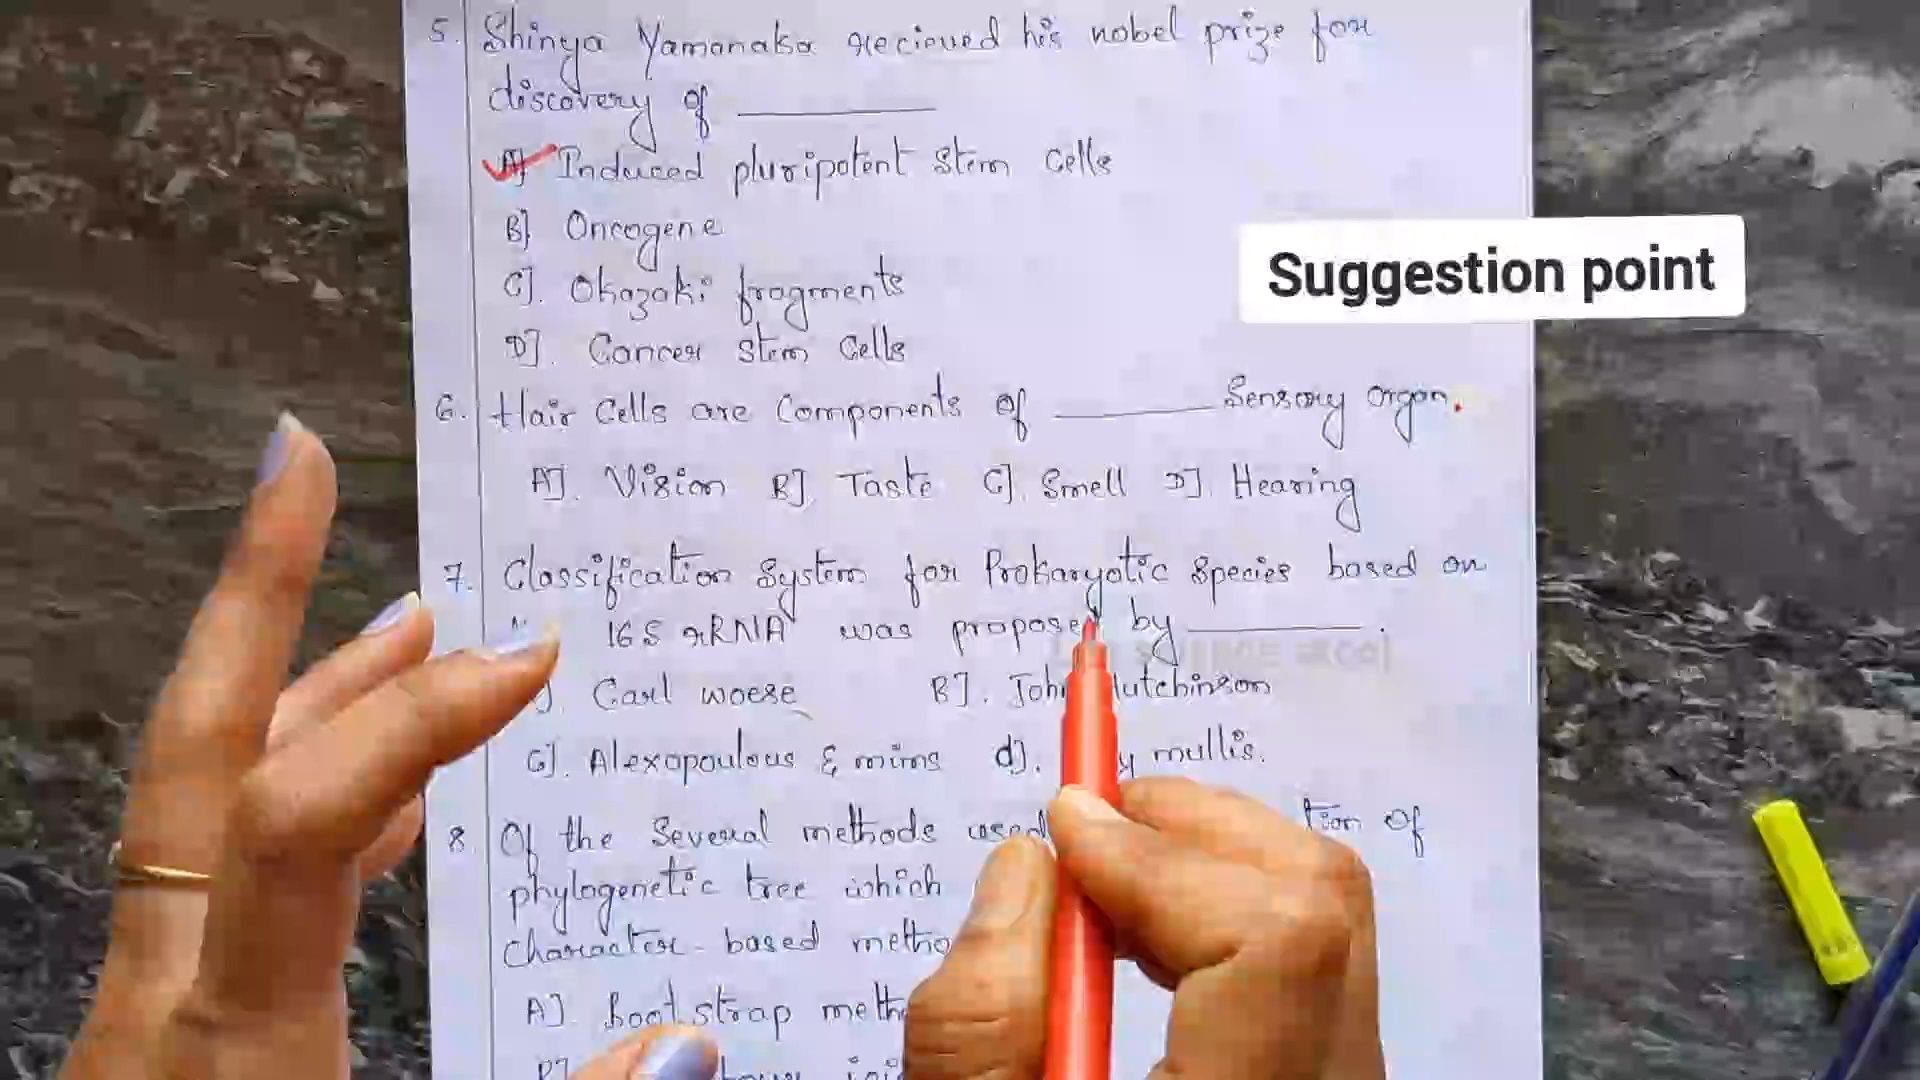 5. Shinya Yamanaka recieved his nobel prize for
discovery of ________
A] Induced pluripotent Stem Cells
B]. Oncogene
C]. Okazaki fragments
D]. Cancer stem Cells
Suggestion point
6. Hair Cells are Components of ________ Sensory organ.
A]. Vision B]. Taste C]. Smell D]. Hearing
7. Classification System for Prokaryotic Species based on
16S rRNA was proposed by ________.
Carl woese B]. John Hutchinson
C]. Alexopoulous & mims d]. mullis.
8. Of the Several methods used of
phylogenetic tree which
Character-based
A]. boot strap